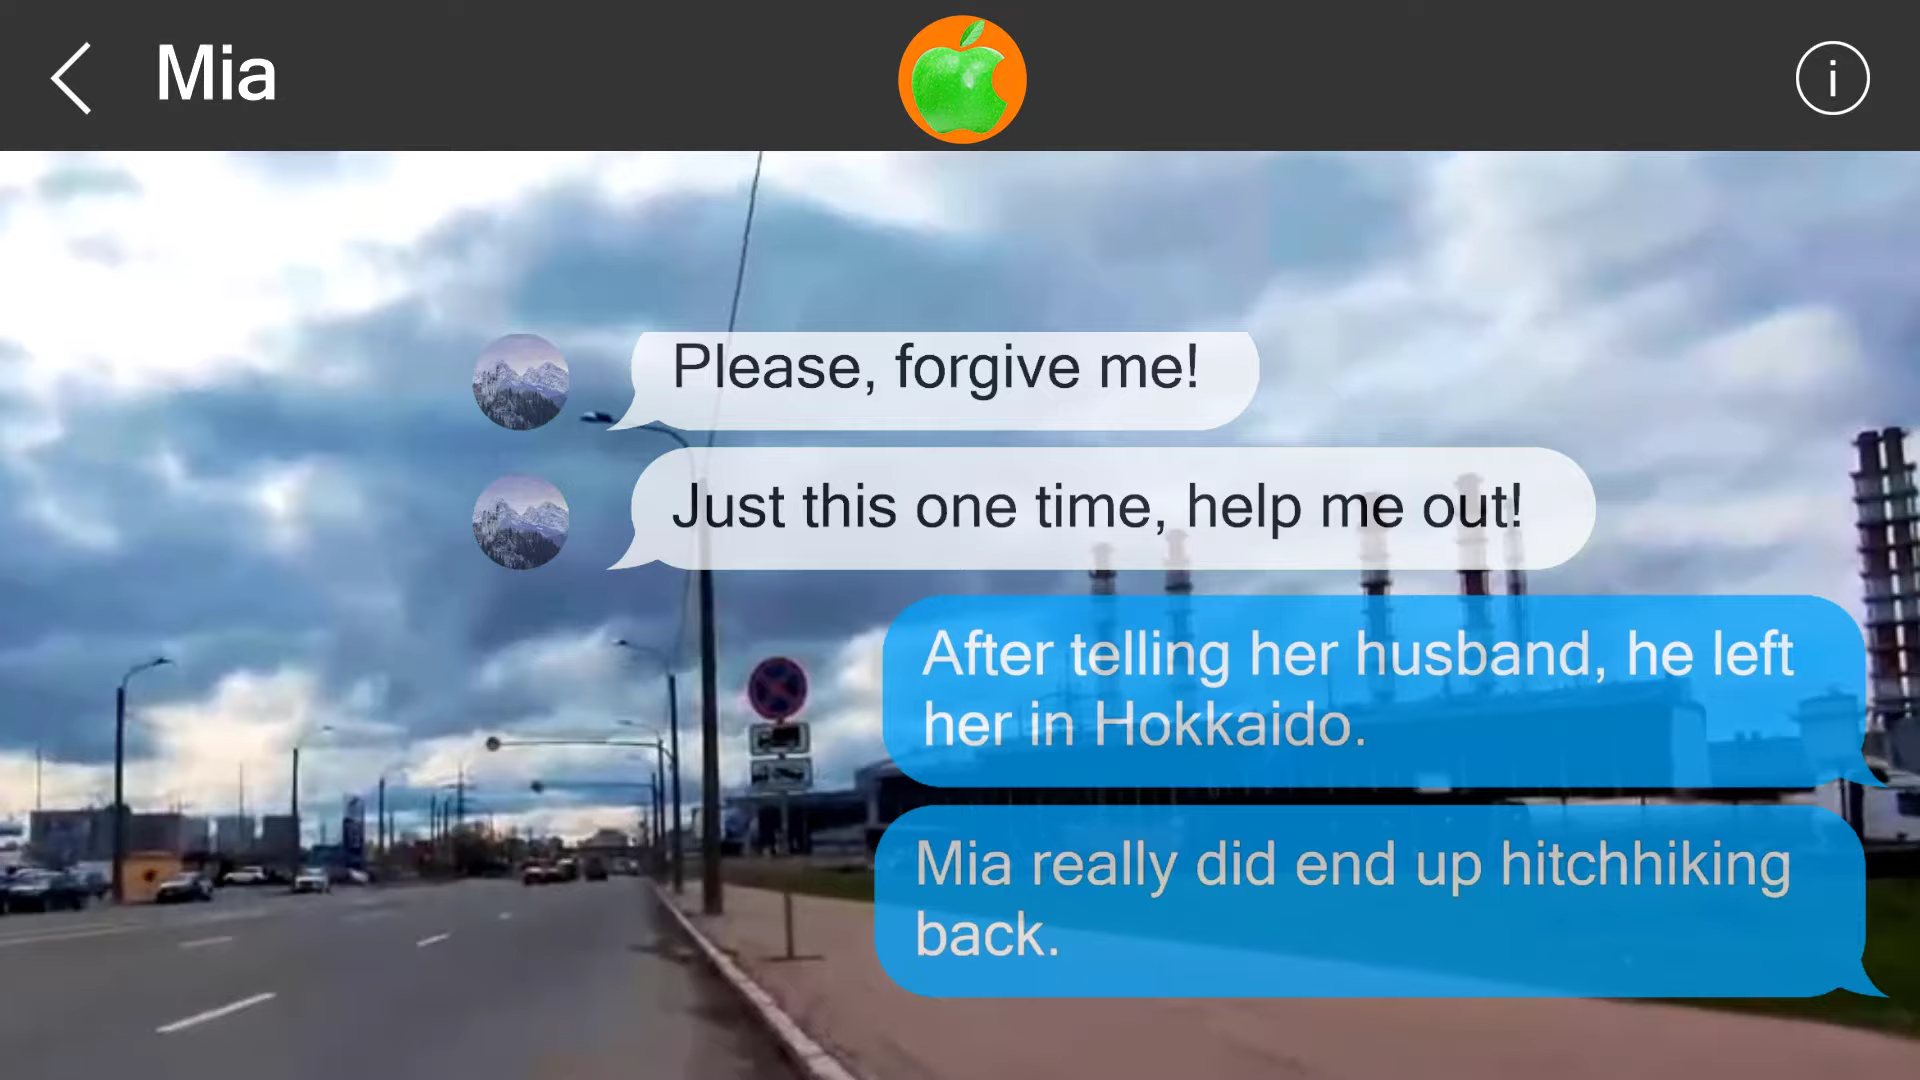 Mia
Please, forgive me!
Just this one time, help me out!
After telling her husband, he left
her in Hokkaido.
Mia really did end up hitchhiking
back.